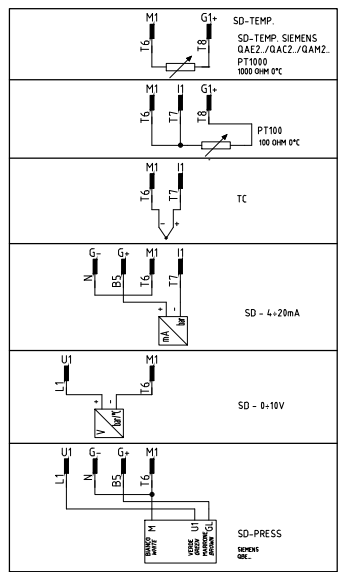 M1 G1+ SD-TEMP.
T6 T8
SD-TEMP. SIEMENS
QAE2../QAC2../QAM2..
PT1000
1000 OHM 0°C
M1 I1 G1+
T6 T7 T8
PT100
100 OHM 0°C
M1 I1
T6 T7
- +
TC
G- G+ M1 I1
N B5 T6 T7
+ -
mA bar
SD - 4÷20mA
U1 M1
L1 T6
+ -
V bar/°C
SD - 0÷10V
U1 G- G+ M1
L1 N B5 T6
M U1 GL
BIANCO WHITE VERDE GREEN MARRONE BROWN
SD-PRESS
SIEMENS
QBE..